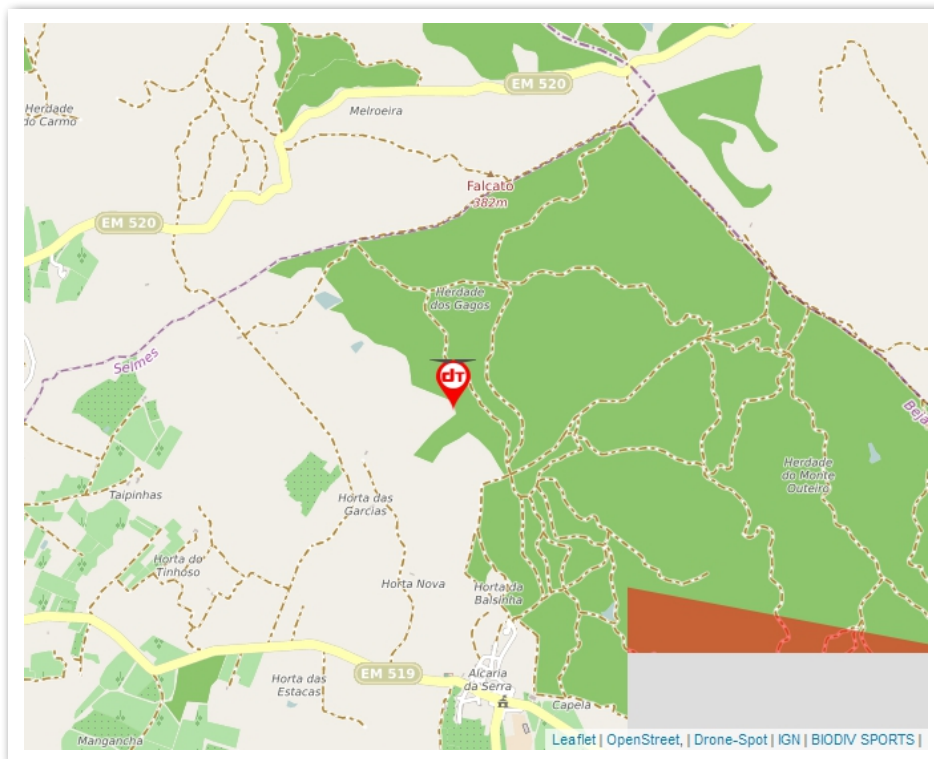 EM 520
Herdade
do Carmo
Melroeira
Falcato
382m
EM 520
Herdade
dos Gagos
Selmes
dT
Beja
Herdade
do Monte
Outeiro
Taipinhas
Horta das
Garcias
Horta do
Tinhoso
Horta Nova
Horta da
Balsinha
EM 519
Alcaria
da Serra
Horta das
Estacas
Capela
Mangancha
Leaflet | OpenStreet, | Drone-Spot | IGN | BIODIV SPORTS |